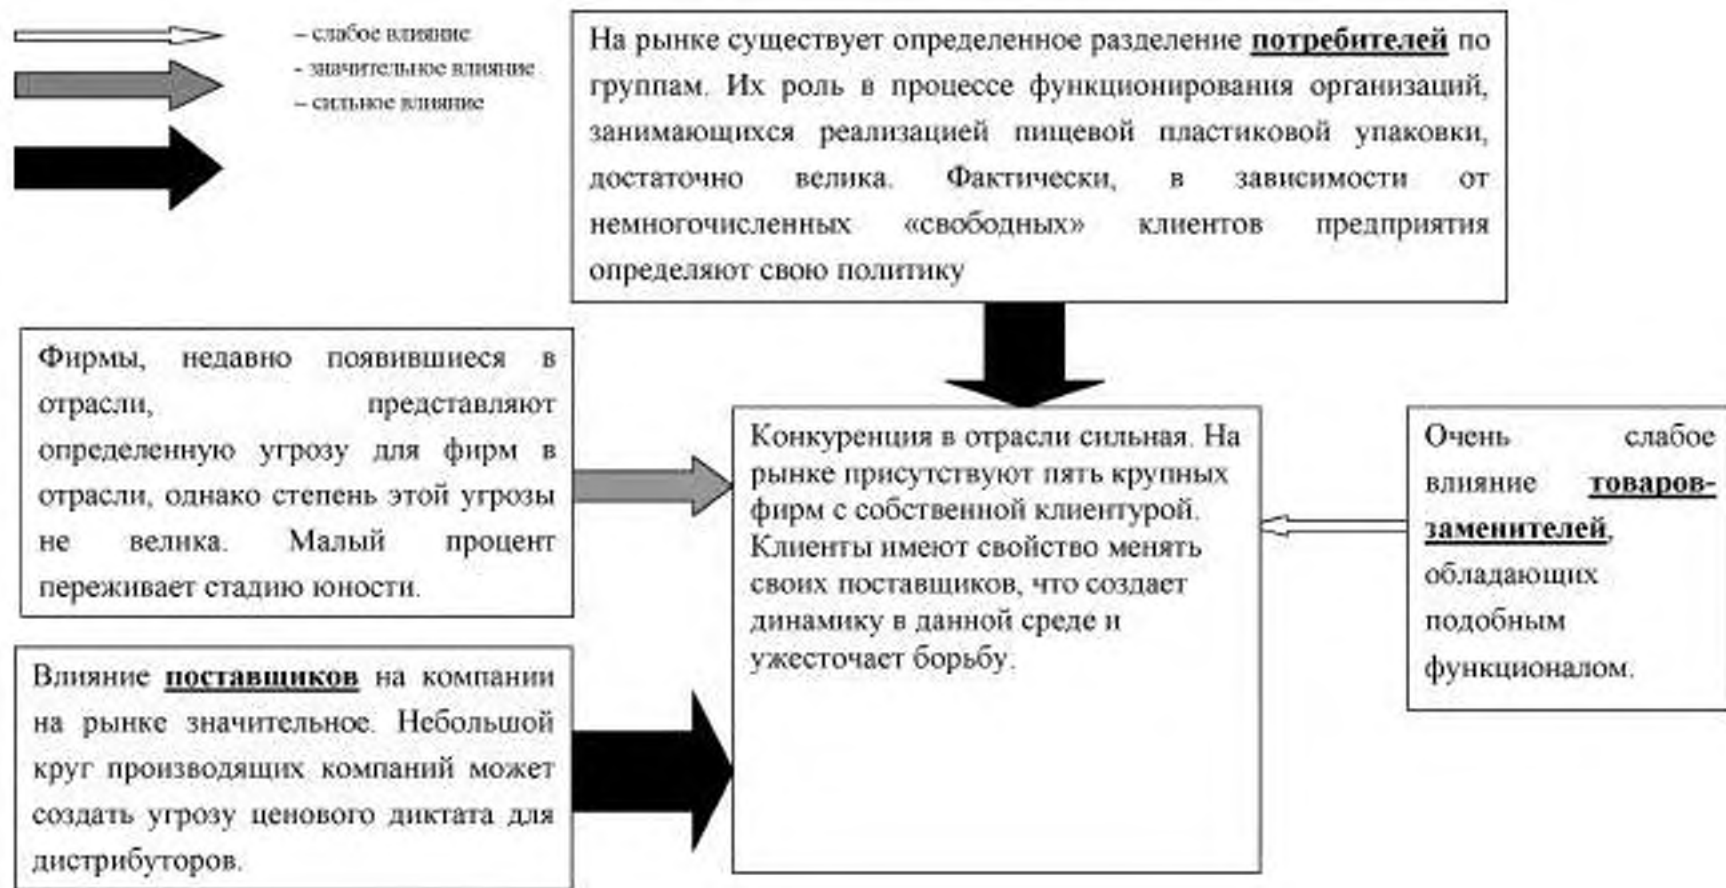 – слабое влияние
- значительное влияние
– сильное влияние
На рынке существует определенное разделение потребителей по
группам. Их роль в процессе функционирования организаций,
занимающихся реализацией пищевой пластиковой упаковки,
достаточно велика. Фактически, в зависимости от
немногочисленных «свободных» клиентов предприятия
определяют свою политику
Фирмы, недавно появившиеся в
отрасли, представляют
определенную угрозу для фирм в
отрасли, однако степень этой угрозы
не велика. Малый процент
переживает стадию юности.
Конкуренция в отрасли сильная. На
рынке присутствуют пять крупных
фирм с собственной клиентурой.
Клиенты имеют свойство менять
своих поставщиков, что создает
динамику в данной среде и
ужесточает борьбу.
Очень слабое
влияние товаров-
заменителей,
обладающих
подобным
функционалом.
Влияние поставщиков на компании
на рынке значительное. Небольшой
круг производящих компаний может
создать угрозу ценового диктата для
дистрибуторов.